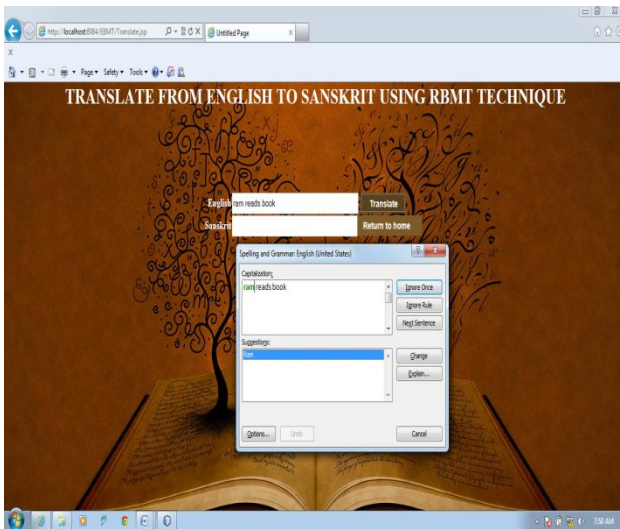 http://localhost:8084/EBMT/Translate.jsp
Untitled Page
x
Page Safety Tools
TRANSLATE FROM ENGLISH TO SANSKRIT USING RBMT TECHNIQUE
English ram reads book Translate
Sanskrit Return to home
Spelling and Grammar: English (United States)
Capitalization:
ram reads book
Ignore Once
Ignore Rule
Next Sentence
Suggestions:
Ram
Change
Explain...
Options... Undo Cancel
3:50 AM